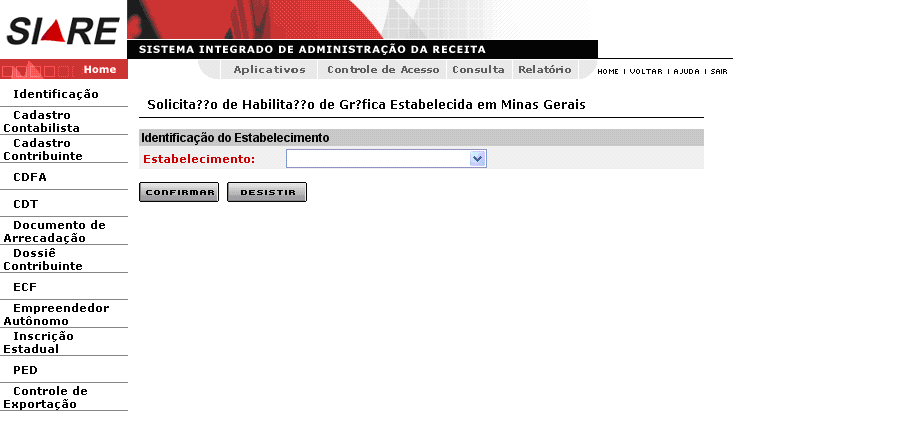 SIARE
SISTEMA INTEGRADO DE ADMINISTRAÇÃO DA RECEITA
Home
Aplicativos
Controle de Acesso
Consulta
Relatório
HOME | VOLTAR | AJUDA | SAIR
Identificação
Cadastro
Contabilista
Cadastro
Contribuinte
CDFA
CDT
Documento de
Arrecadação
Dossiê
Contribuinte
ECF
Empreendedor
Autônomo
Inscrição
Estadual
PED
Controle de
Exportação
Solicita??o de Habilita??o de Gr?fica Estabelecida em Minas Gerais
Identificação do Estabelecimento
Estabelecimento:
CONFIRMAR
DESISTIR